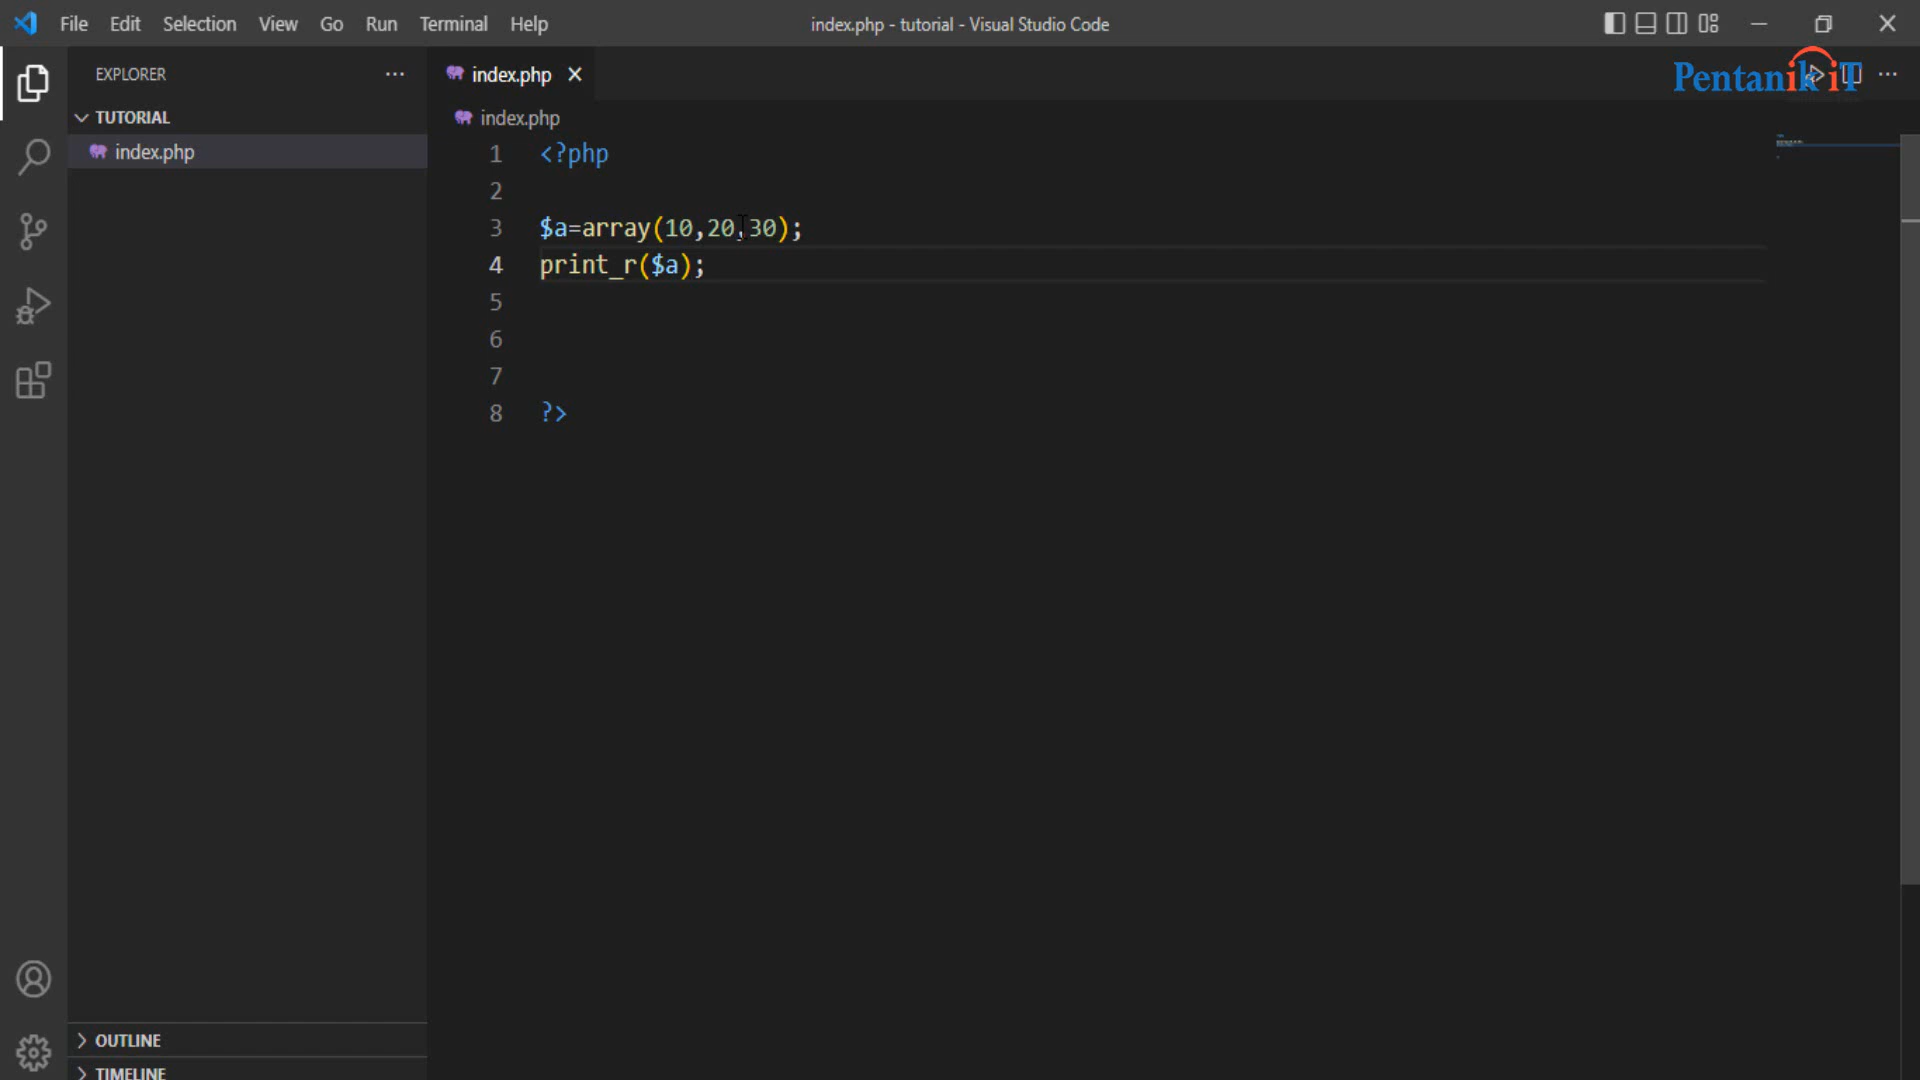 File Edit Selection View Go Run Terminal Help
index.php - tutorial - Visual Studio Code
EXPLORER
TUTORIAL
index.php
OUTLINE
TIMELINE
index.php
Pentanik iT
index.php
1 <?php
2
3 $a=array(10,20,30);
4 print_r($a);
5
6
7
8 ?>